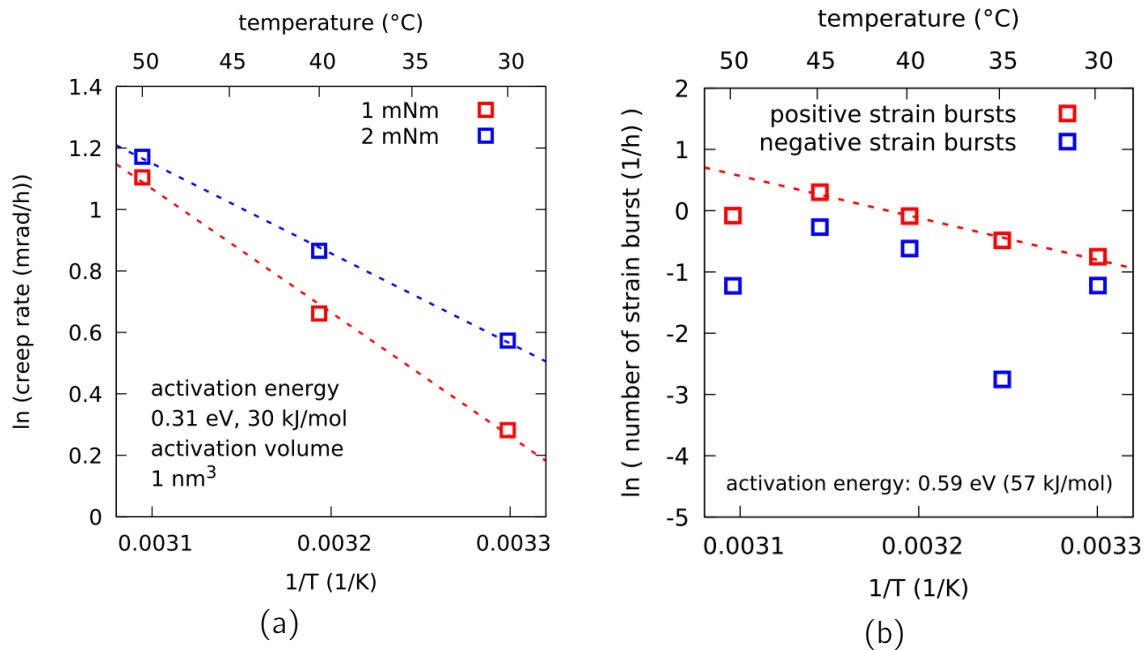 temperature (°C)
50 45 40 35 30
1.4
1.2
1
0.8
0.6
0.4
0.2
0
ln (creep rate (mrad/h))
1 mNm
2 mNm
activation energy
0.31 eV, 30 kJ/mol
activation volume
1 nm³
0.0031 0.0032 0.0033
1/T (1/K)
(a)
temperature (°C)
50 45 40 35 30
2
1
0
-1
-2
-3
-4
-5
ln ( number of strain burst (1/h) )
positive strain bursts
negative strain bursts
activation energy: 0.59 eV (57 kJ/mol)
0.0031 0.0032 0.0033
1/T (1/K)
(b)